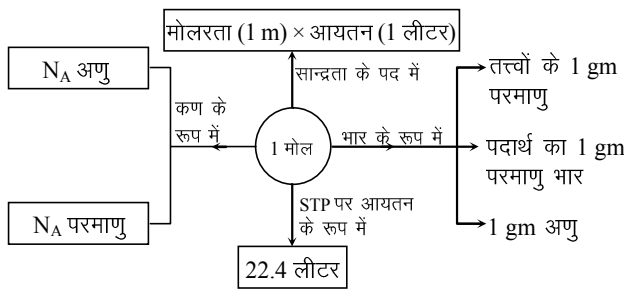 मोलरता (1 m) × आयतन (1 लीटर)
N_A अणु
सान्द्रता के पद में
तत्त्वों के 1 gm
परमाणु
कण के
रूप में
1 मोल
भार के रूप में
पदार्थ का 1 gm
परमाणु भार
N_A परमाणु
STP पर आयतन
के रूप में
1 gm अणु
22.4 लीटर